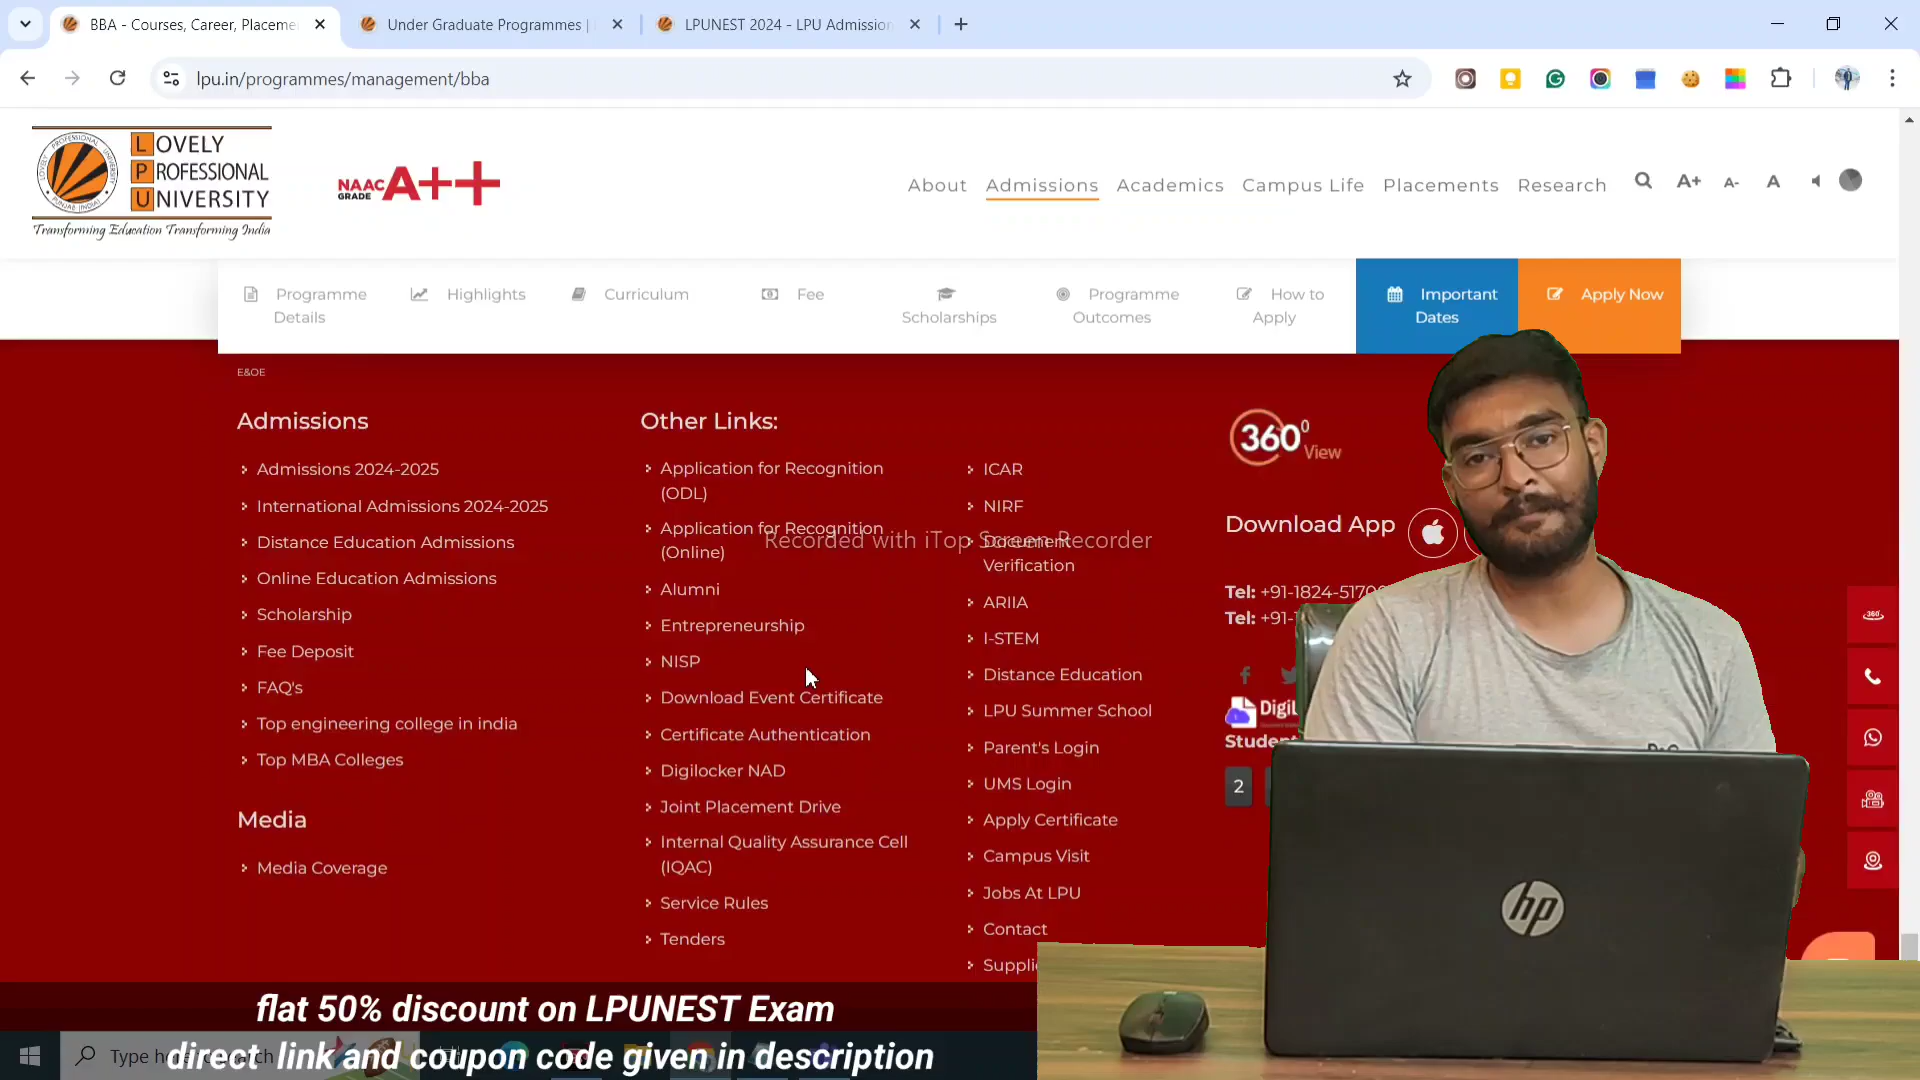 BBA - Courses, Career, Placeme
Under Graduate Programmes |
LPUNEST 2024 - LPU Admission
lpu.in/programmes/management/bba
LOVELY
PROFESSIONAL
UNIVERSITY
Transforming Education Transforming India
NAAC
GRADE
A++
About
Admissions
Academics
Campus Life
Placements
Research
A+
A-
A
Programme
Details
Highlights
Curriculum
Fee
Scholarships
Programme
Outcomes
How to
Apply
Important
Dates
Apply Now
E&OE
Admissions
Admissions 2024-2025
International Admissions 2024-2025
Distance Education Admissions
Online Education Admissions
Scholarship
Fee Deposit
FAQ's
Top engineering college in india
Top MBA Colleges
Media
Media Coverage
Other Links:
Application for Recognition
(ODL)
Application for Recognition
(Online)
Alumni
Entrepreneurship
NISP
Download Event Certificate
Certificate Authentication
Digilocker NAD
Joint Placement Drive
Internal Quality Assurance Cell
(IQAC)
Service Rules
Tenders
ICAR
NIRF
Document
Verification
ARIIA
I-STEM
Distance Education
LPU Summer School
Parent's Login
UMS Login
Apply Certificate
Campus Visit
Jobs At LPU
Contact
Recorded with iTop Screen Recorder
360°
View
Download App
Tel: +91-1824-5170
Tel: +91-1
DigiL
Student
2
360°
hp
flat 50% discount on LPUNEST Exam
direct link and coupon code given in description